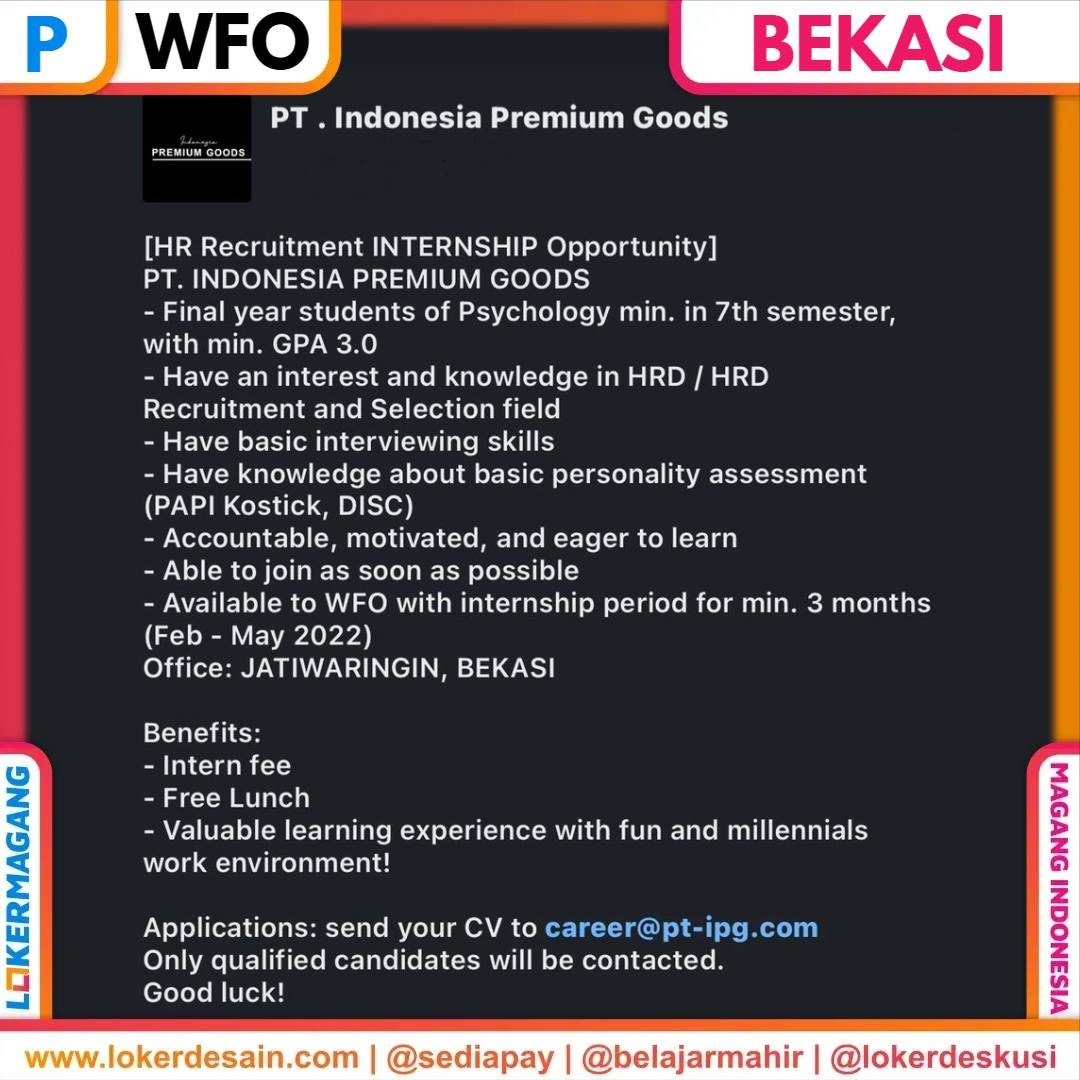 P WFO BEKASI
PT . Indonesia Premium Goods
Indonesia
PREMIUM GOODS
[HR Recruitment INTERNSHIP Opportunity]
PT. INDONESIA PREMIUM GOODS
- Final year students of Psychology min. in 7th semester,
with min. GPA 3.0
- Have an interest and knowledge in HRD / HRD
Recruitment and Selection field
- Have basic interviewing skills
- Have knowledge about basic personality assessment
(PAPI Kostick, DISC)
- Accountable, motivated, and eager to learn
- Able to join as soon as possible
- Available to WFO with internship period for min. 3 months
(Feb - May 2022)
Office: JATIWARINGIN, BEKASI
Benefits:
- Intern fee
- Free Lunch
- Valuable learning experience with fun and millennials
work environment!
Applications: send your CV to career@pt-ipg.com
Only qualified candidates will be contacted.
Good luck!
LOKERMAGANG
MAGANG INDONESIA
www.lokerdesain.com | @sediapay | @belajarmahir | @lokerdeskusi